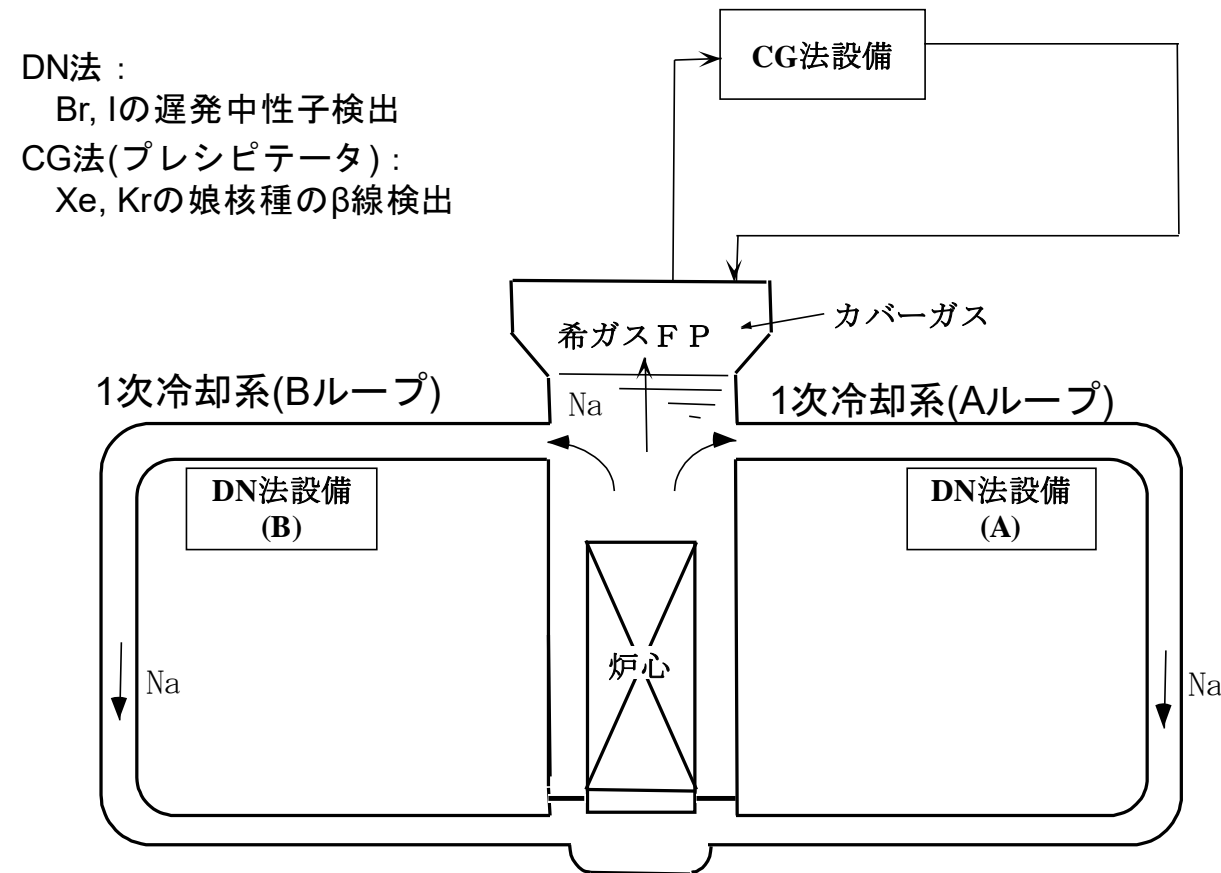 DN法：
Br, Iの遅発中性子検出
CG法(プレシピテータ)：
Xe, Krの娘核種のβ線検出
CG法設備
カバーガス
希ガスＦＰ
1次冷却系(Bループ)
Na
1次冷却系(Aループ)
DN法設備
(B)
DN法設備
(A)
炉心
Na
Na